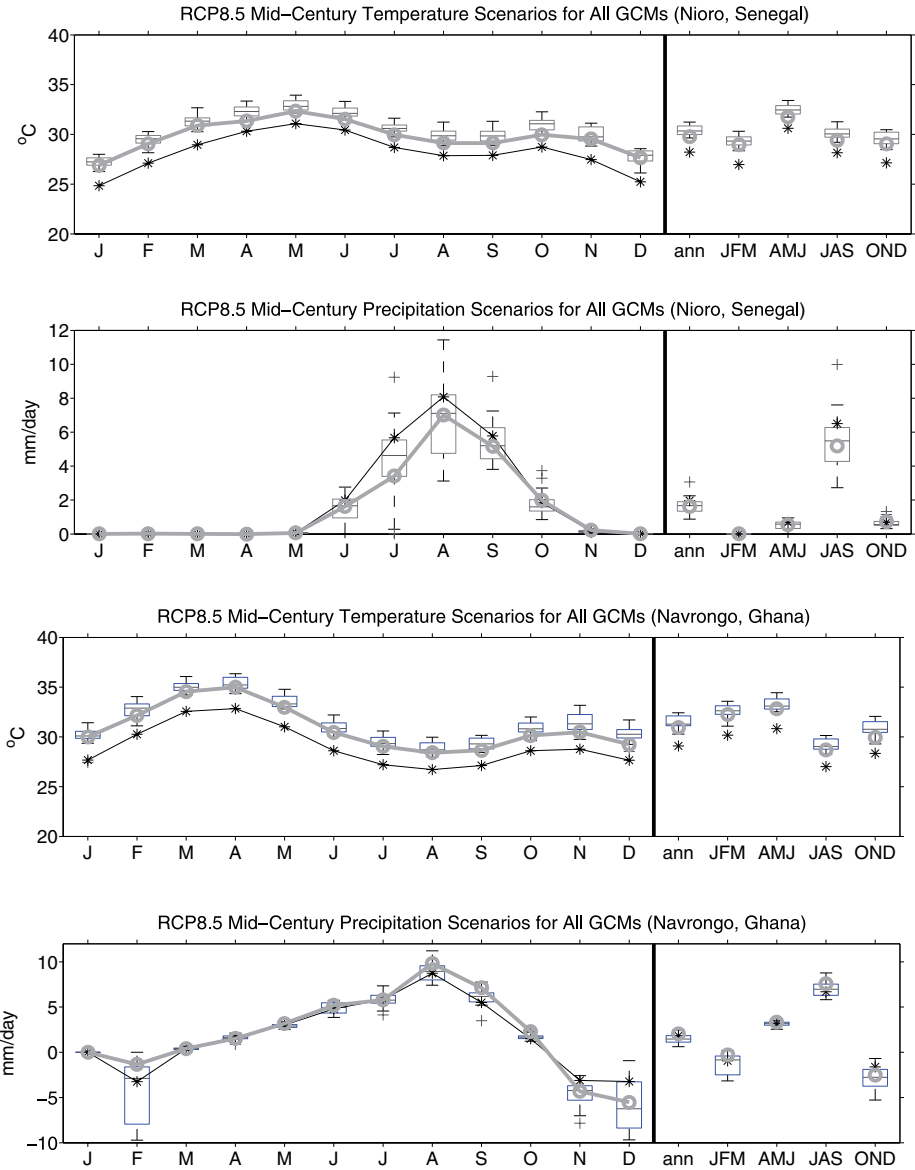 RCP8.5 Mid−Century Temperature Scenarios for All GCMs (Nioro, Senegal)
40
35
30
25
20
°C
J F M A M J J A S O N D ann JFM AMJ JAS OND
RCP8.5 Mid−Century Precipitation Scenarios for All GCMs (Nioro, Senegal)
12
10
8
6
4
2
0
mm/day
J F M A M J J A S O N D ann JFM AMJ JAS OND
RCP8.5 Mid−Century Temperature Scenarios for All GCMs (Navrongo, Ghana)
40
35
30
25
20
°C
J F M A M J J A S O N D ann JFM AMJ JAS OND
RCP8.5 Mid−Century Precipitation Scenarios for All GCMs (Navrongo, Ghana)
10
5
0
−5
−10
mm/day
J F M A M J J A S O N D ann JFM AMJ JAS OND